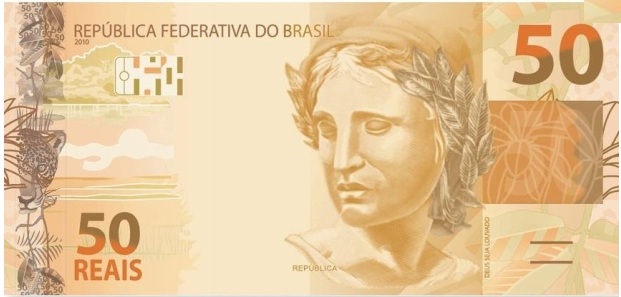 REPÚBLICA FEDERATIVA DO BRASIL
2010
50
50
REAIS
REPÚBLICA
DEUS SEJA LOUVADO